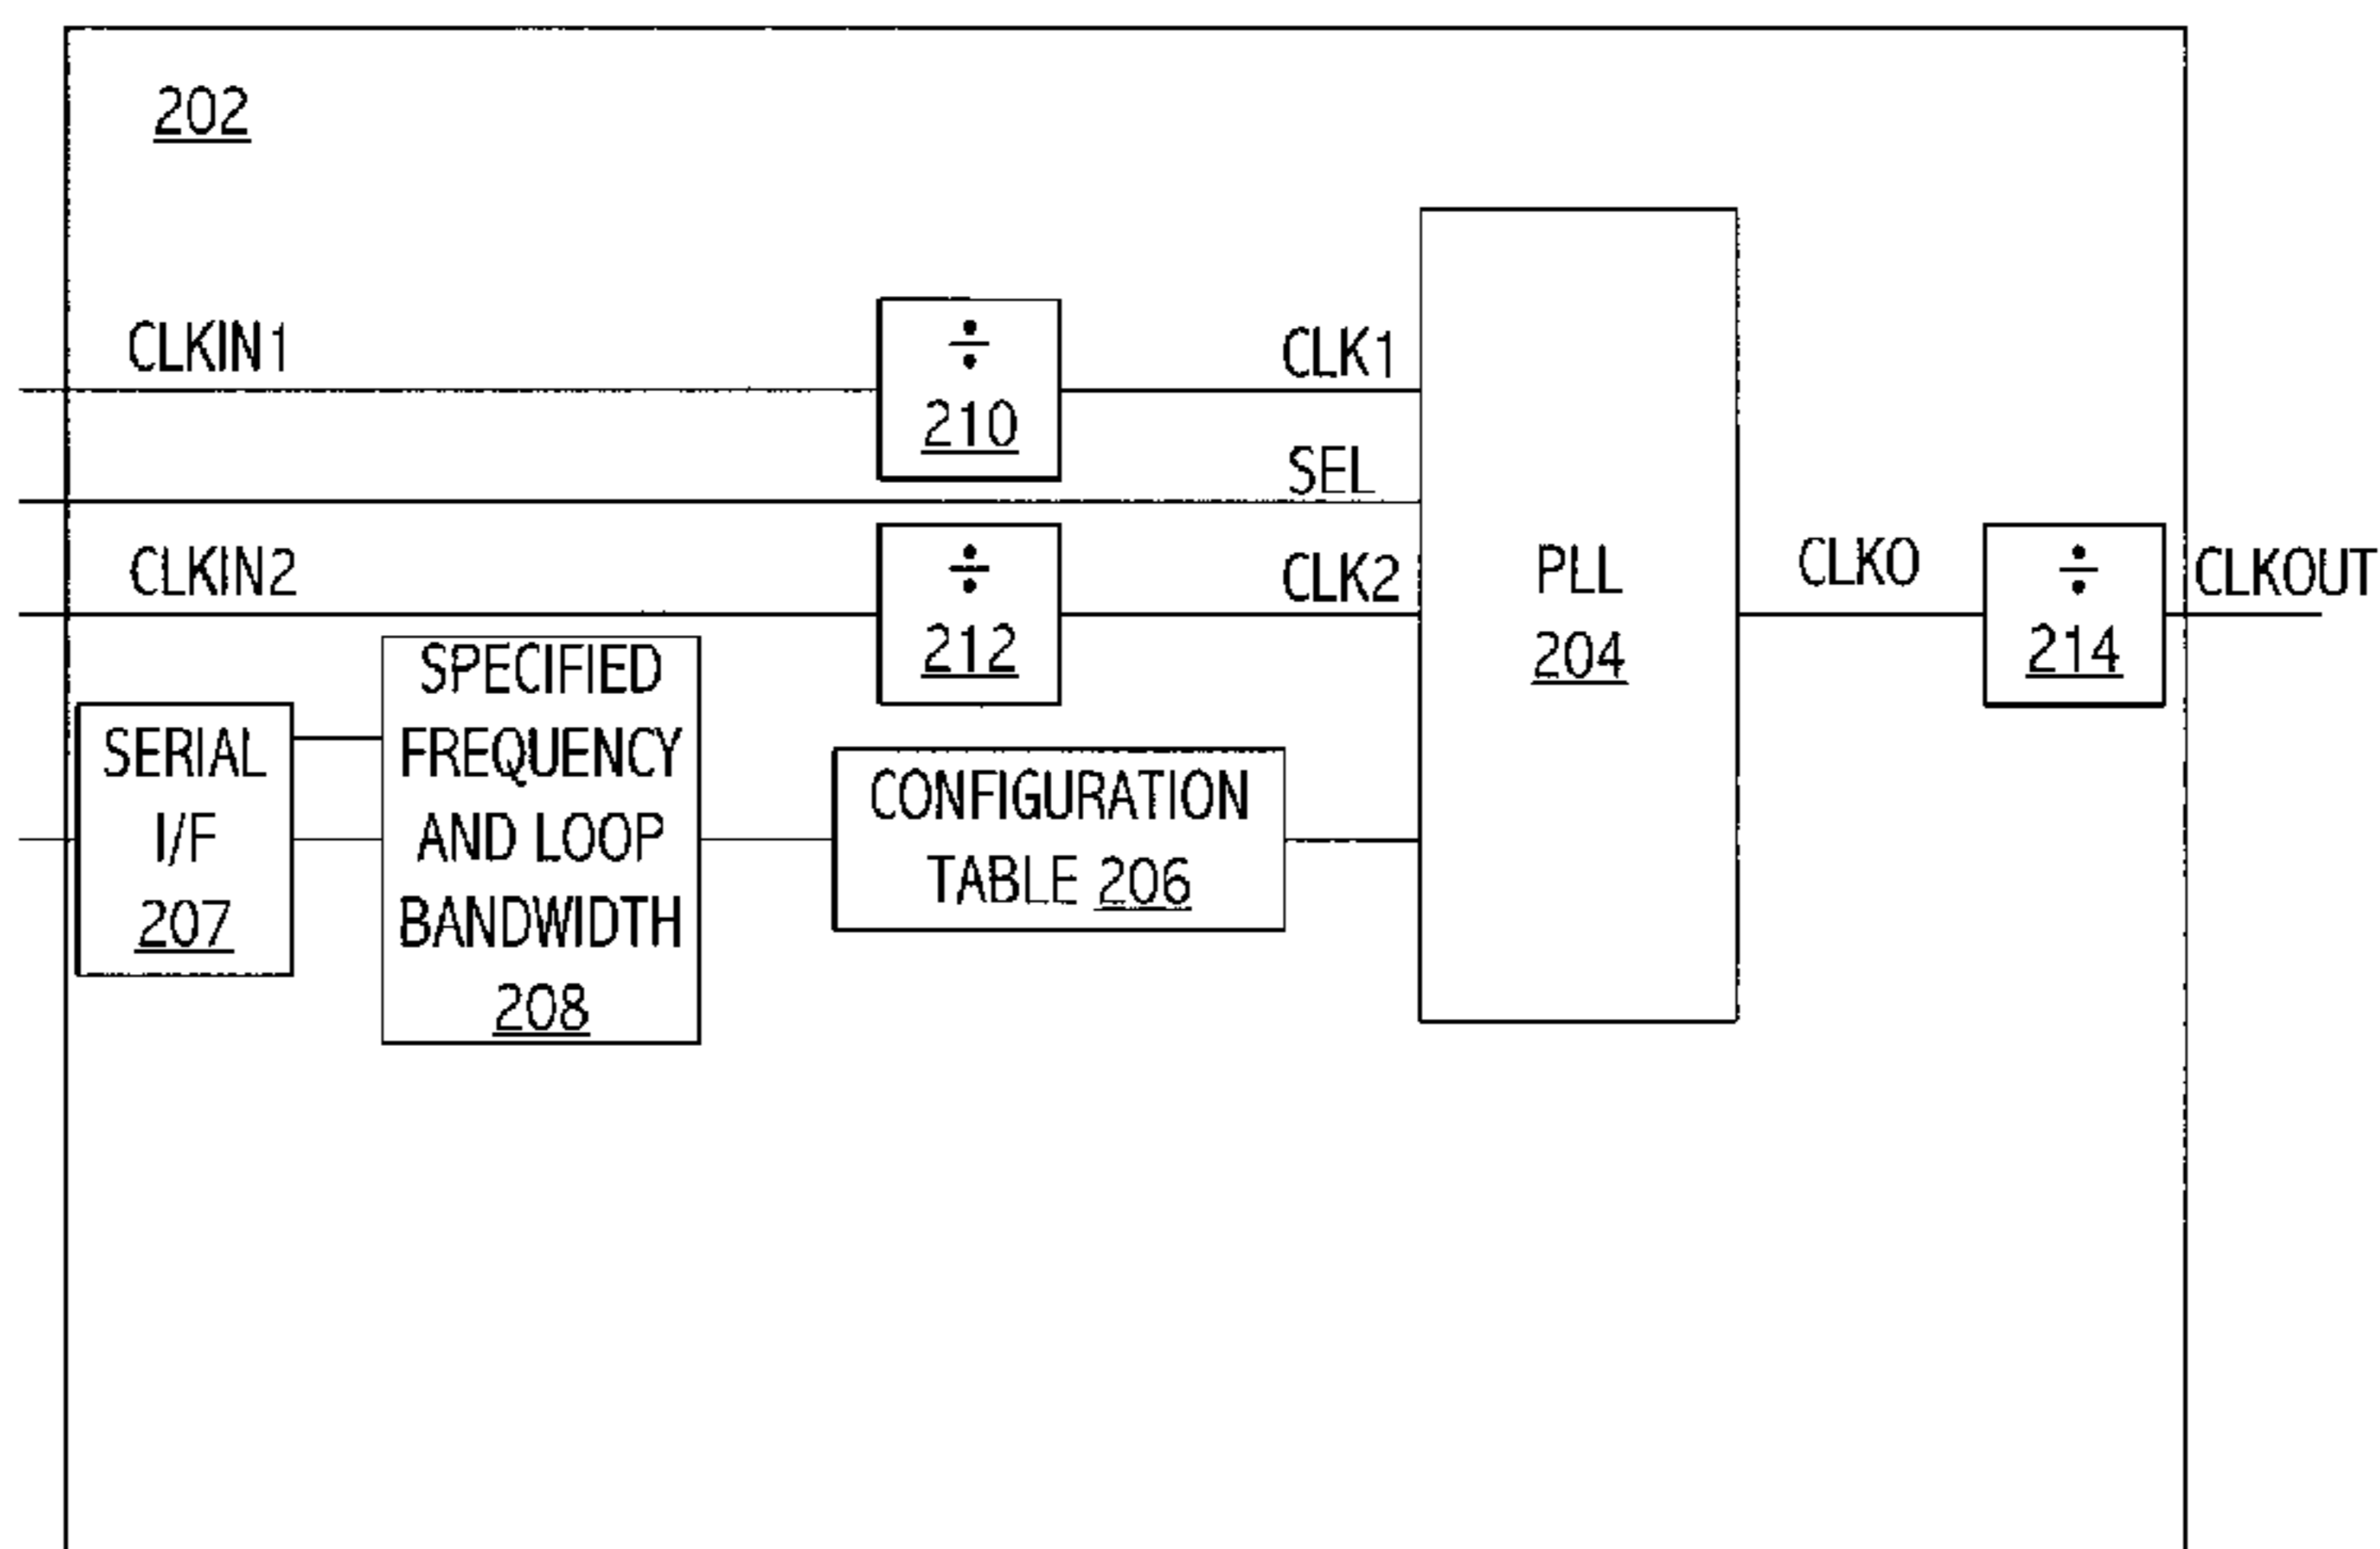 202
CLKIN1
÷
210
CLK1
SEL
CLKIN2
÷
212
CLK2
PLL
204
CLKO
÷
214
CLKOUT
SERIAL
I/F
207
SPECIFIED
FREQUENCY
AND LOOP
BANDWIDTH
208
CONFIGURATION
TABLE 206